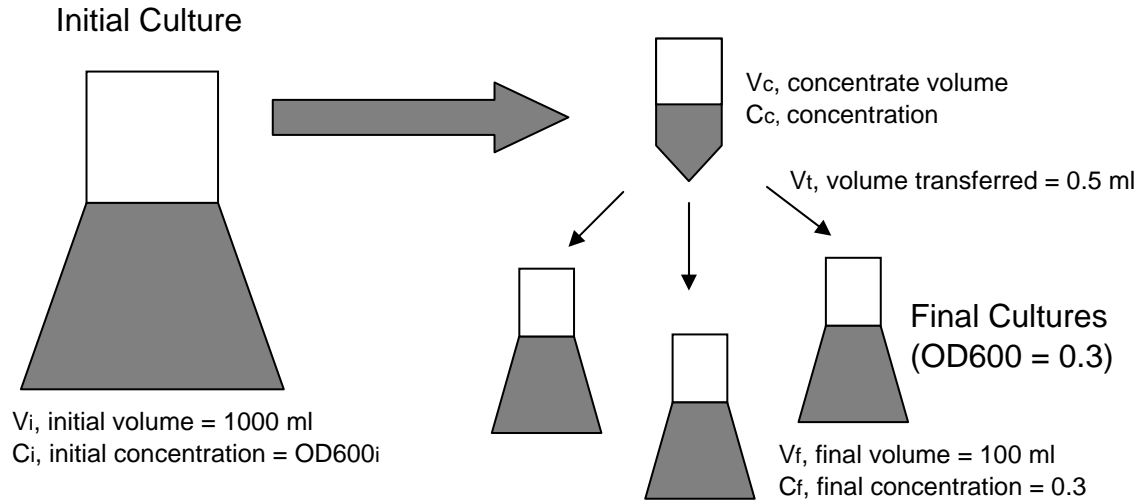 Initial Culture
Vc, concentrate volume
Cc, concentration
Vt, volume transferred = 0.5 ml
Final Cultures
(OD600 = 0.3)
Vi, initial volume = 1000 ml
Ci, initial concentration = OD600i
Vf, final volume = 100 ml
Cf, final concentration = 0.3